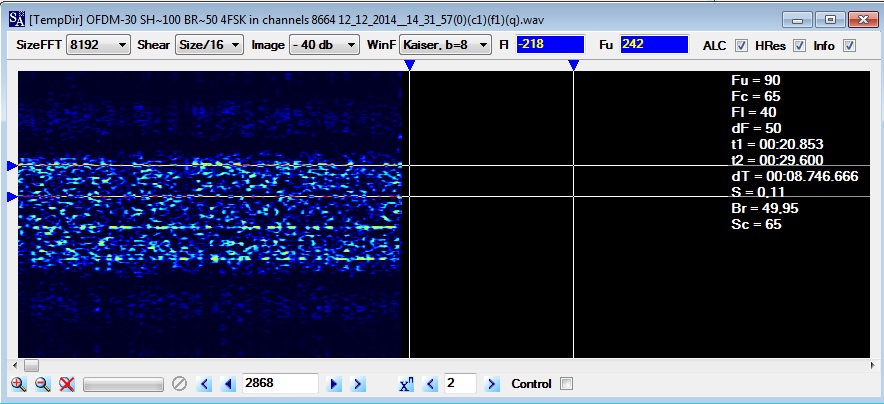 [TempDir] OFDM-30 SH~100 BR~50 4FSK in channels 8664 12_12_2014__14_31_57(0)(c1)(f1)(q).wav
SizeFFT 8192 Shear Size/16 Image - 40 db WinF Kaiser, b=8 Fl -218 Fu 242 ALC HRes Info
Fu = 90
Fc = 65
Fl = 40
dF = 50
t1 = 00:20.853
t2 = 00:29.600
dT = 00:08.746.666
S = 0,11
Br = 49,95
Sc = 65
2868 xⁿ 2 Control